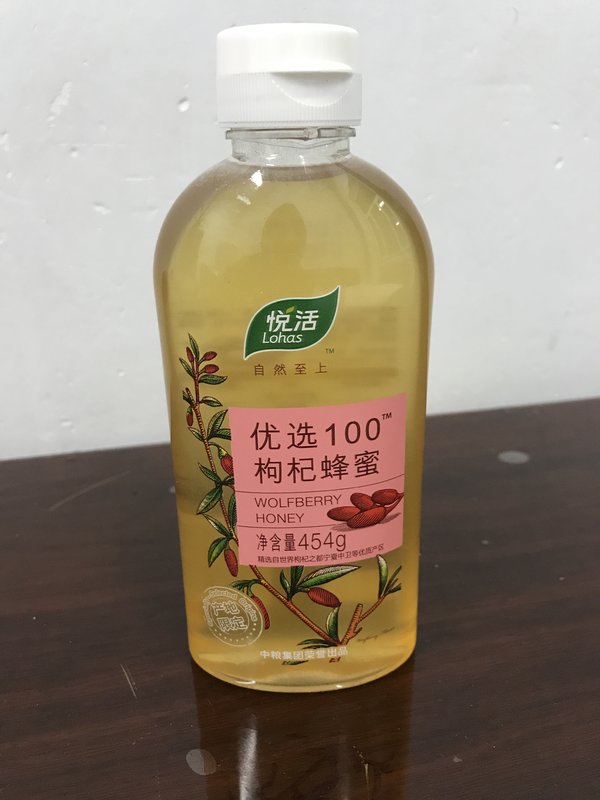 悦活
Lohas
TM
自然至上
优选100™
枸杞蜂蜜
WOLFBERRY
HONEY
净含量454g
精选自世界枸杞之都宁夏中卫等优质产区
产地
限定
中粮集团荣誉出品